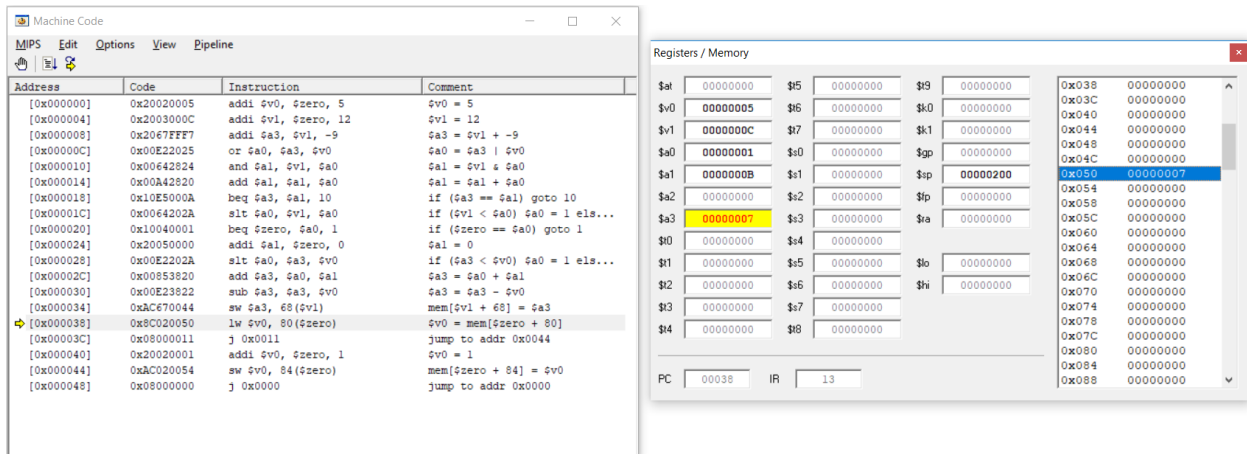 Machine Code
MIPS Edit Options View Pipeline
Address Code Instruction Comment
[0x000000] 0x20020005 addi $v0, $zero, 5 $v0 = 5
[0x000004] 0x2003000C addi $v1, $zero, 12 $v1 = 12
[0x000008] 0x2067FFF7 addi $a3, $v1, -9 $a3 = $v1 + -9
[0x00000C] 0x00E22025 or $a0, $a3, $v0 $a0 = $a3 | $v0
[0x000010] 0x00642824 and $a1, $v1, $a0 $a1 = $v1 & $a0
[0x000014] 0x00A42820 add $a1, $a1, $a0 $a1 = $a1 + $a0
[0x000018] 0x10E5000A beq $a3, $a1, 10 if ($a3 == $a1) goto 10
[0x00001C] 0x0064202A slt $a0, $v1, $a0 if ($v1 < $a0) $a0 = 1 els...
[0x000020] 0x10040001 beq $zero, $a0, 1 if ($zero == $a0) goto 1
[0x000024] 0x20050000 addi $a1, $zero, 0 $a1 = 0
[0x000028] 0x00E2202A slt $a0, $a3, $v0 if ($a3 < $v0) $a0 = 1 els...
[0x00002C] 0x00853820 add $a3, $a0, $a1 $a3 = $a0 + $a1
[0x000030] 0x00E23822 sub $a3, $a3, $v0 $a3 = $a3 - $v0
[0x000034] 0xAC670044 sw $a3, 68($v1) mem[$v1 + 68] = $a3
[0x000038] 0x8C020050 lw $v0, 80($zero) $v0 = mem[$zero + 80]
[0x00003C] 0x08000011 j 0x0011 jump to addr 0x0044
[0x000040] 0x20020001 addi $v0, $zero, 1 $v0 = 1
[0x000044] 0xAC020054 sw $v0, 84($zero) mem[$zero + 84] = $v0
[0x000048] 0x08000000 j 0x0000 jump to addr 0x0000
Registers / Memory
$at 00000000 $t5 00000000 $t9 00000000
$v0 00000005 $t6 00000000 $k0 00000000
$v1 0000000C $t7 00000000 $k1 00000000
$a0 00000001 $s0 00000000 $gp 00000000
$a1 0000000B $s1 00000000 $sp 00000200
$a2 00000000 $s2 00000000 $fp 00000000
$a3 00000007 $s3 00000000 $ra 00000000
$t0 00000000 $s4 00000000
$t1 00000000 $s5 00000000 $lo 00000000
$t2 00000000 $s6 00000000 $hi 00000000
$t3 00000000 $s7 00000000
$t4 00000000 $t8 00000000
PC 00038 IR 13
0x038 00000000
0x03C 00000000
0x040 00000000
0x044 00000000
0x048 00000000
0x04C 00000000
0x050 00000007
0x054 00000000
0x058 00000000
0x05C 00000000
0x060 00000000
0x064 00000000
0x068 00000000
0x06C 00000000
0x070 00000000
0x074 00000000
0x078 00000000
0x07C 00000000
0x080 00000000
0x084 00000000
0x088 00000000